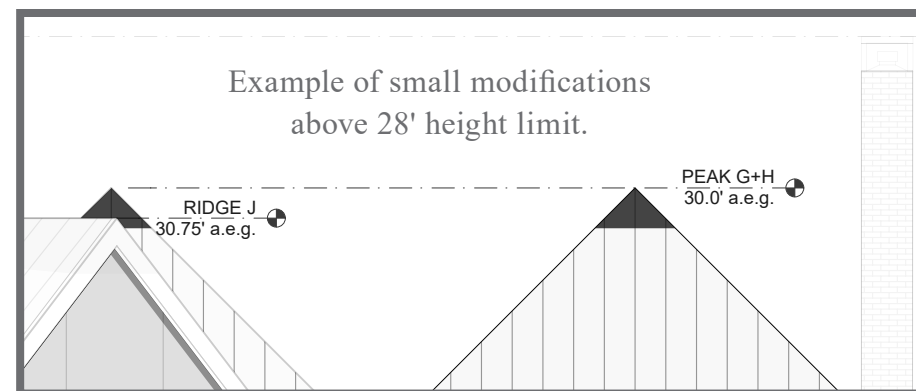 Example of small modifications
above 28' height limit.
PEAK G+H
30.0' a.e.g.
RIDGE J
30.75' a.e.g.